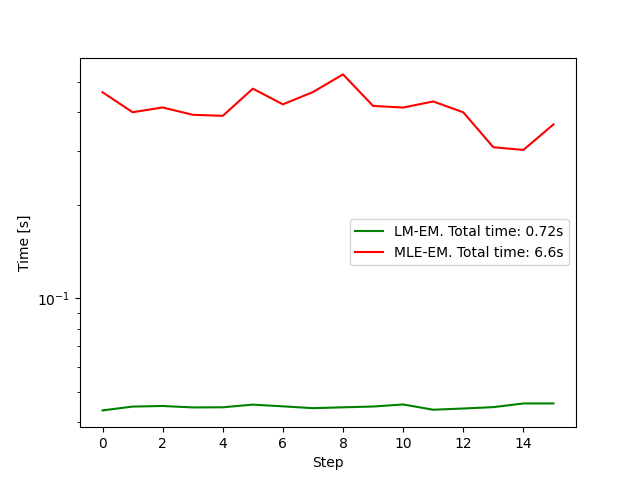 Time [s]
10⁻¹
LM-EM. Total time: 0.72s
MLE-EM. Total time: 6.6s
0 2 4 6 8 10 12 14
Step